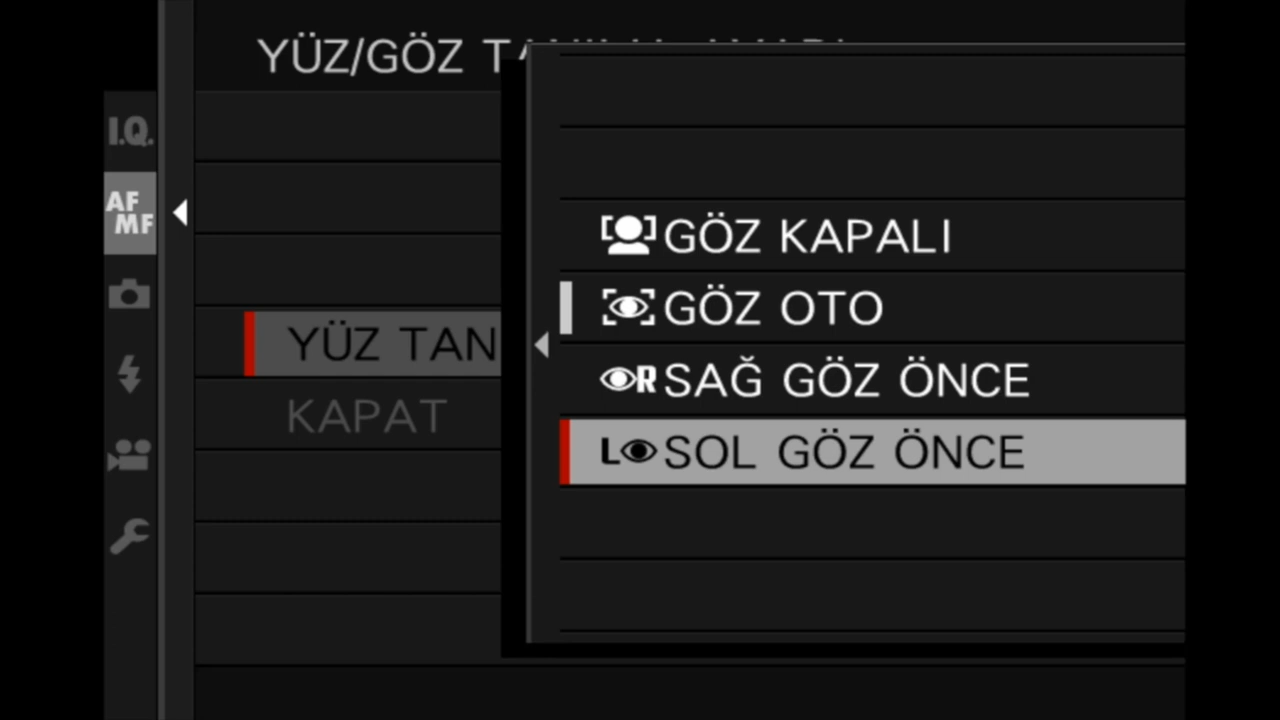 YÜZ/GÖZ
I.Q.
AF
MF
GÖZ KAPALI
GÖZ OTO
YÜZ TAN
R SAĞ GÖZ ÖNCE
KAPAT
L SOL GÖZ ÖNCE